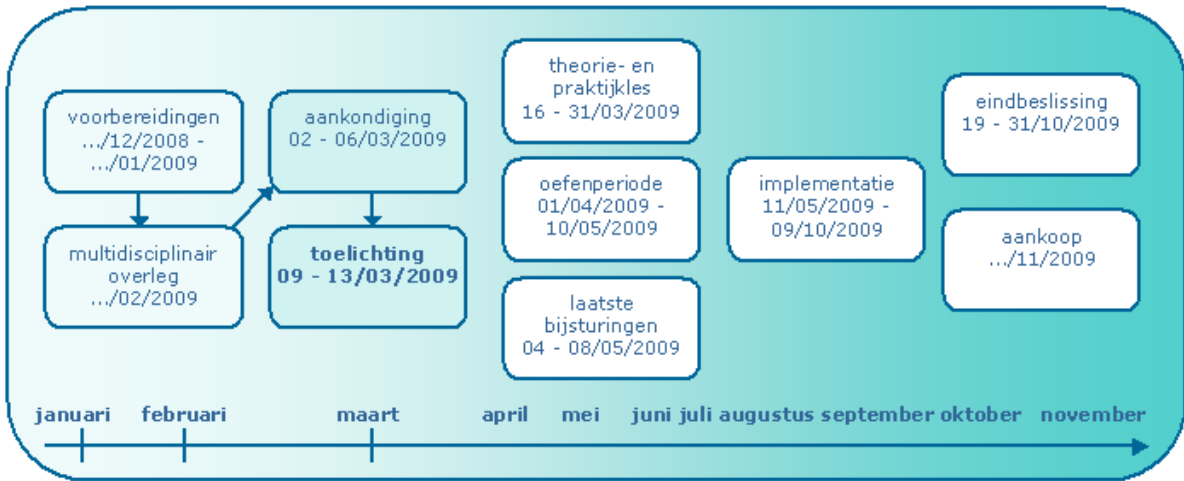 voorbereidingen
.../12/2008 -
.../01/2009
multidisciplinair
overleg
.../02/2009
aankondiging
02 - 06/03/2009
toelichting
09 - 13/03/2009
theorie- en
praktijkles
16 - 31/03/2009
oefenperiode
01/04/2009 -
10/05/2009
laatste
bijsturingen
04 - 08/05/2009
implementatie
11/05/2009 -
09/10/2009
eindbeslissing
19 - 31/10/2009
aankoop
.../11/2009
januari februari maart april mei juni juli augustus september oktober november